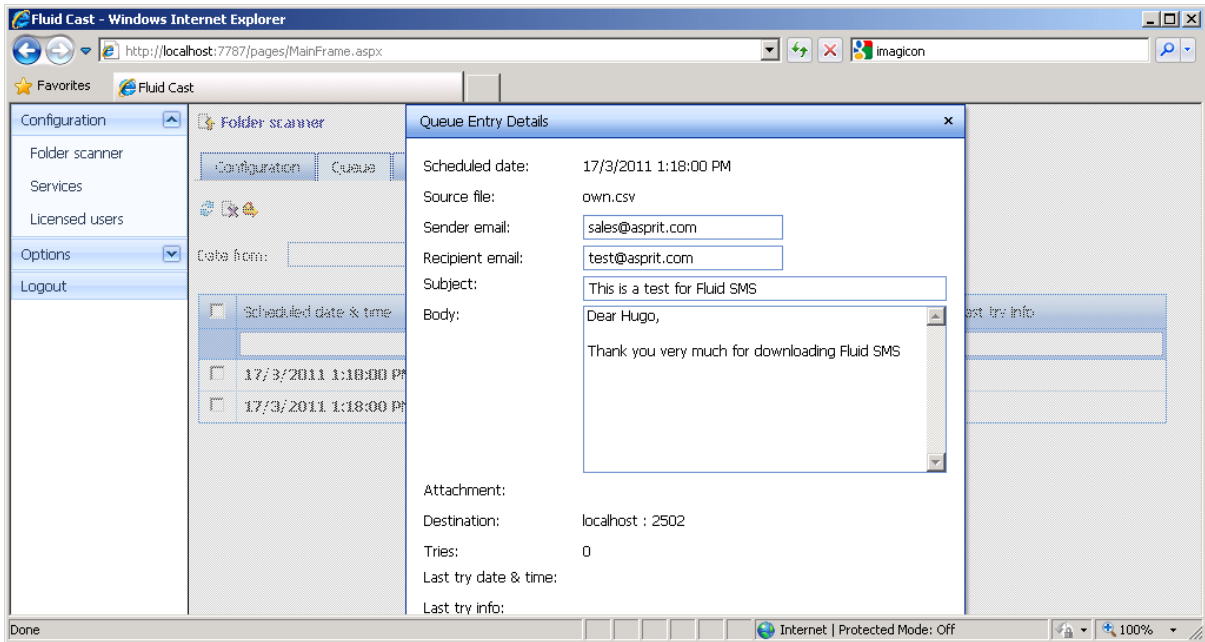 Fluid Cast - Windows Internet Explorer
http://localhost:7787/pages/MainFrame.aspx
imagicon
Favorites
Fluid Cast
Configuration
Folder scanner
Services
Licensed users
Options
Logout
Folder scanner
Configuration Queue
Date from:
Scheduled date & time
ast try info
17/3/2011 1:18:00 PM
17/3/2011 1:18:00 PM
Queue Entry Details
Scheduled date: 17/3/2011 1:18:00 PM
Source file: own.csv
Sender email: sales@asprit.com
Recipient email: test@asprit.com
Subject: This is a test for Fluid SMS
Body: Dear Hugo,
Thank you very much for downloading Fluid SMS
Attachment:
Destination: localhost : 2502
Tries: 0
Last try date & time:
Last try info:
Done
Internet | Protected Mode: Off
100%